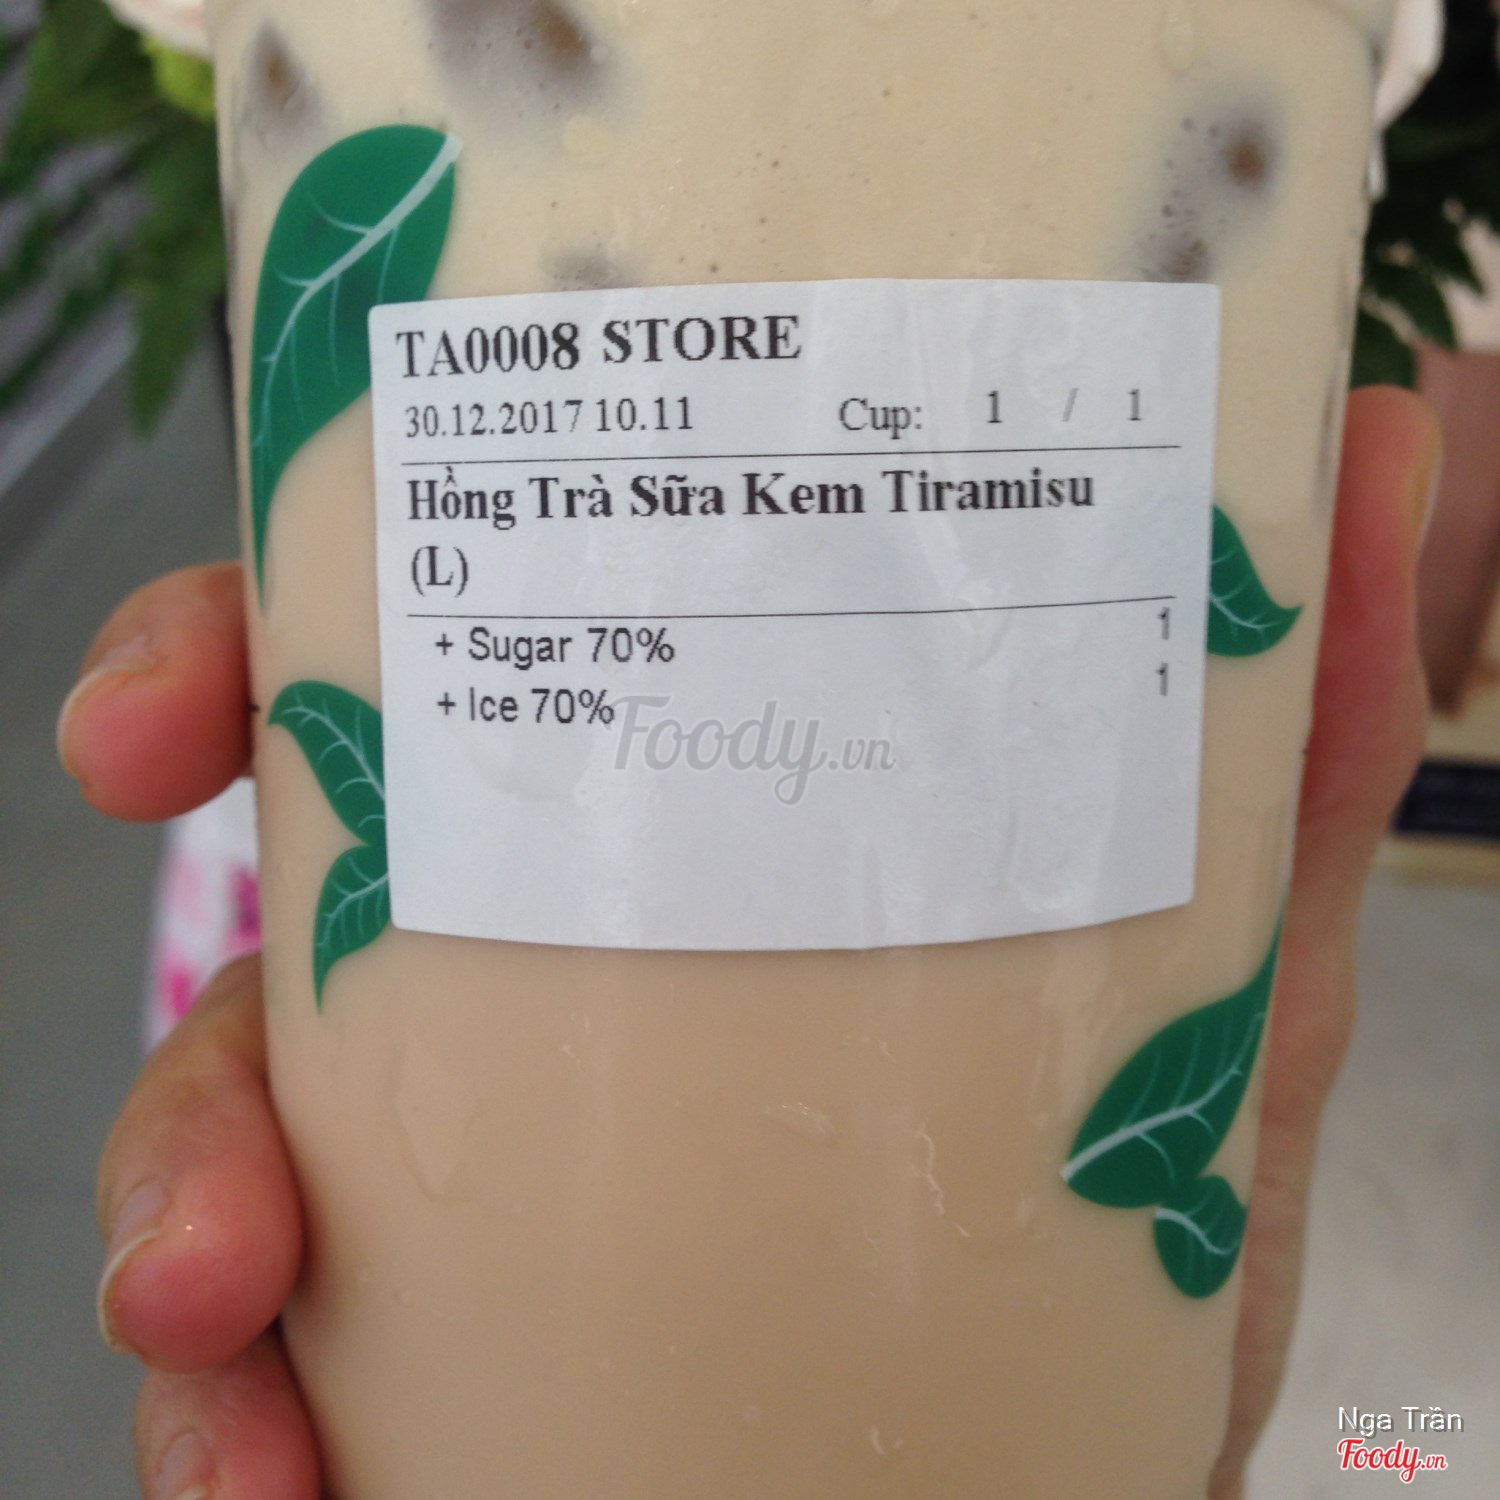 TA0008 STORE
30.12.2017 10.11 Cup: 1 / 1
Hồng Trà Sữa Kem Tiramisu
(L)
+ Sugar 70% 1
+ Ice 70% 1
Foody.vn
Nga Trần
Foody.vn